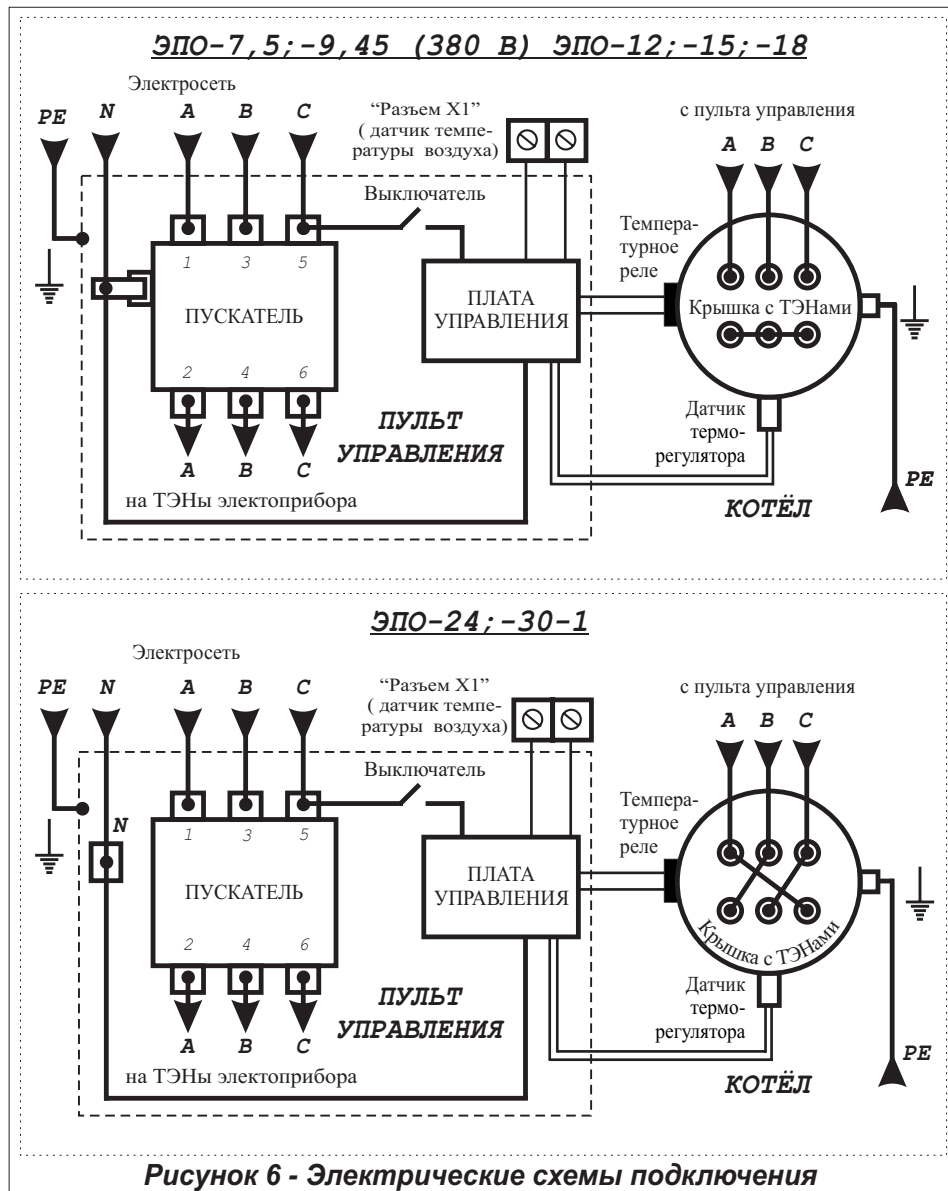 ЭПО-7,5;-9,45 (380 В) ЭПО-12;-15;-18
Электросеть
PE N A B C
“Разъем X1”
( датчик темпе-
ратуры воздуха)
с пульта управления
A B C
Выключатель
Темпера-
турное
реле
1 3 5
ПУСКАТЕЛЬ
ПЛАТА
УПРАВЛЕНИЯ
Крышка с ТЭНами
2 4 6
ПУЛЬТ
УПРАВЛЕНИЯ
Датчик
термо-
регулятора
A B C
PE
на ТЭНы электоприбора
КОТЁЛ
ЭПО-24;-30-1
Электросеть
PE N A B C
“Разъем X1”
( датчик темпе-
ратуры воздуха)
с пульта управления
A B C
Выключатель
Темпера-
турное
реле
N
1 3 5
ПУСКАТЕЛЬ
ПЛАТА
УПРАВЛЕНИЯ
Крышка с ТЭНами
2 4 6
ПУЛЬТ
УПРАВЛЕНИЯ
Датчик
термо-
регулятора
A B C
PE
на ТЭНы электоприбора
КОТЁЛ
Рисунок 6 - Электрические схемы подключения